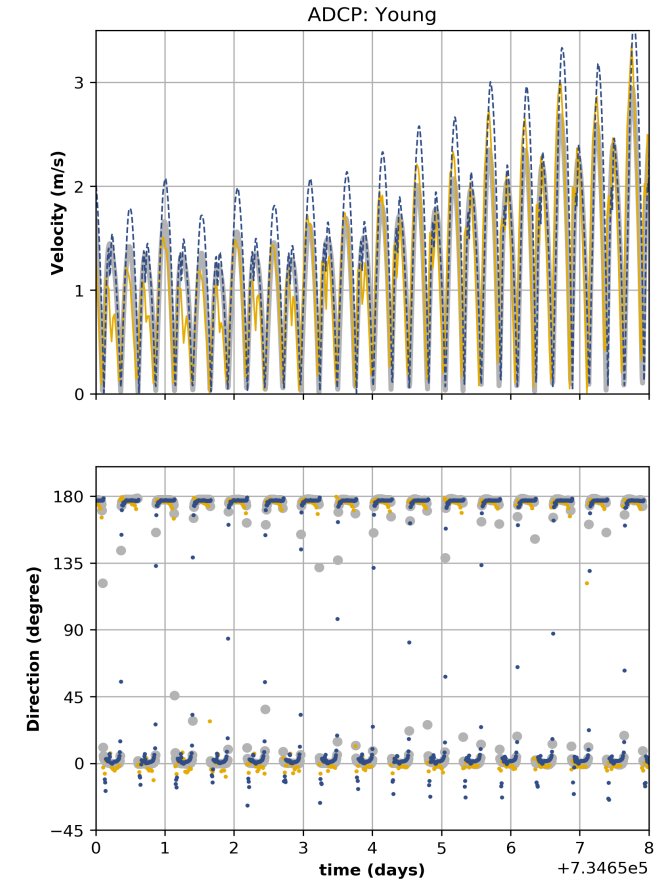 ADCP: Young
3
2
1
0
Velocity (m/s)
180
135
90
45
0
−45
Direction (degree)
0 1 2 3 4 5 6 7 8
time (days)
+7.3465e5